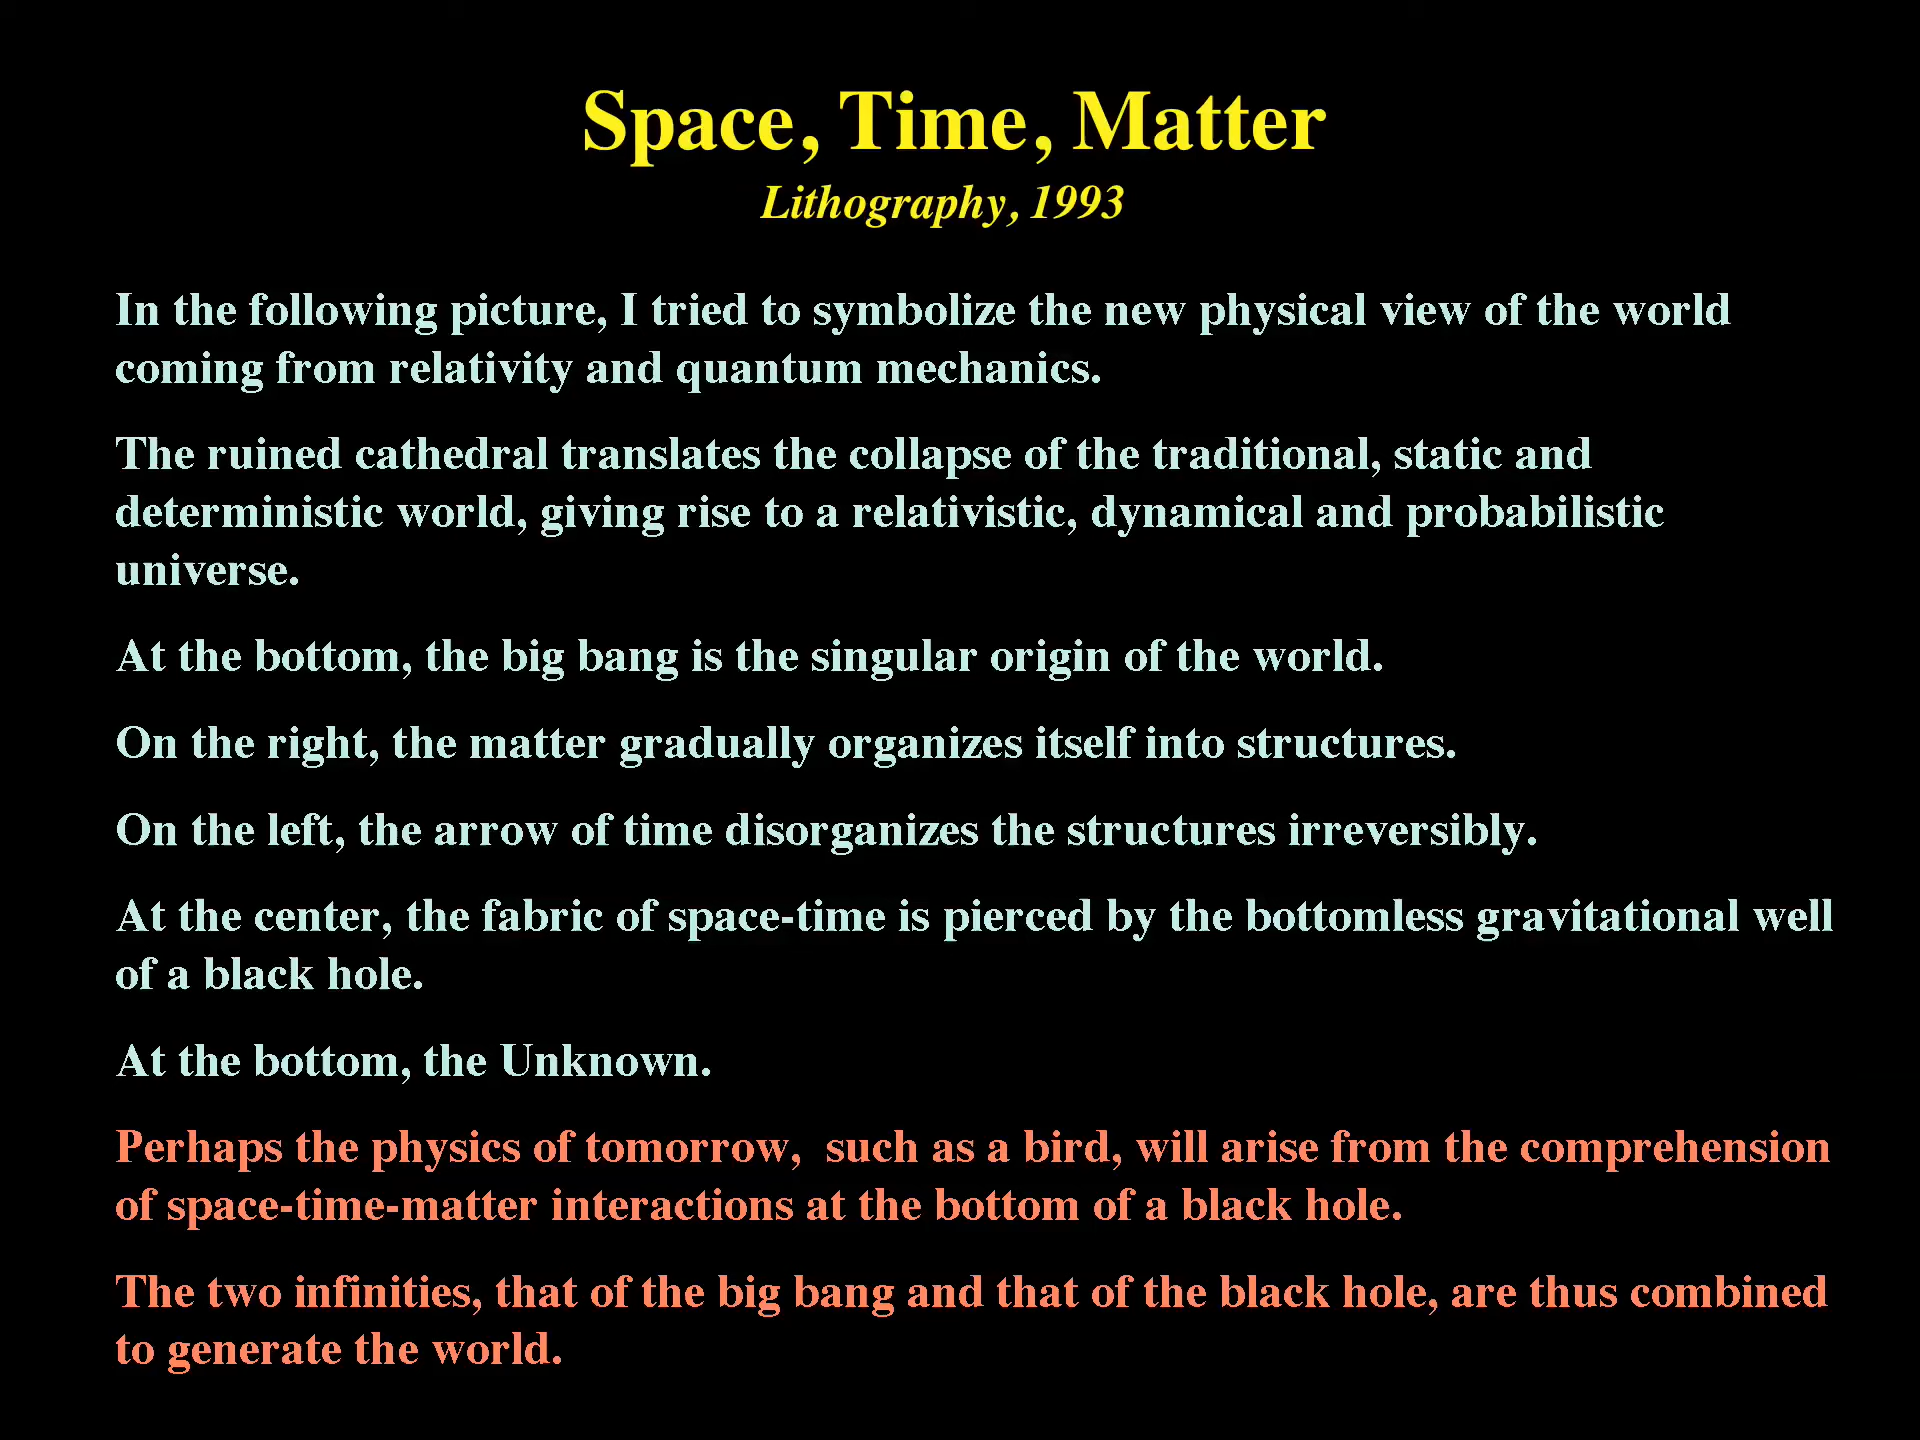 Space, Time, Matter
Lithography, 1993
In the following picture, I tried to symbolize the new physical view of the world
coming from relativity and quantum mechanics.
The ruined cathedral translates the collapse of the traditional, static and
deterministic world, giving rise to a relativistic, dynamical and probabilistic
universe.
At the bottom, the big bang is the singular origin of the world.
On the right, the matter gradually organizes itself into structures.
On the left, the arrow of time disorganizes the structures irreversibly.
At the center, the fabric of space-time is pierced by the bottomless gravitational well
of a black hole.
At the bottom, the Unknown.
Perhaps the physics of tomorrow,  such as a bird, will arise from the comprehension
of space-time-matter interactions at the bottom of a black hole.
The two infinities, that of the big bang and that of the black hole, are thus combined
to generate the world.